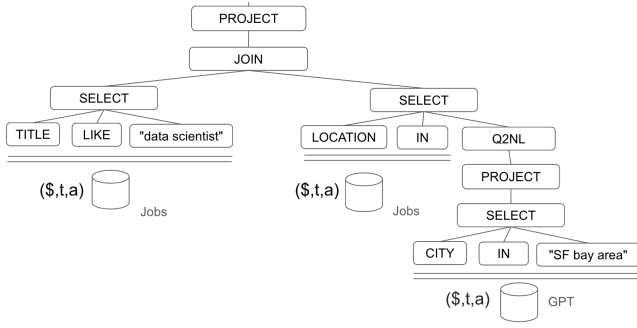 PROJECT
JOIN
SELECT
SELECT
TITLE
LIKE
"data scientist"
LOCATION
IN
Q2NL
($,t,a)
Jobs
($,t,a)
Jobs
PROJECT
SELECT
CITY
IN
"SF bay area"
($,t,a)
GPT